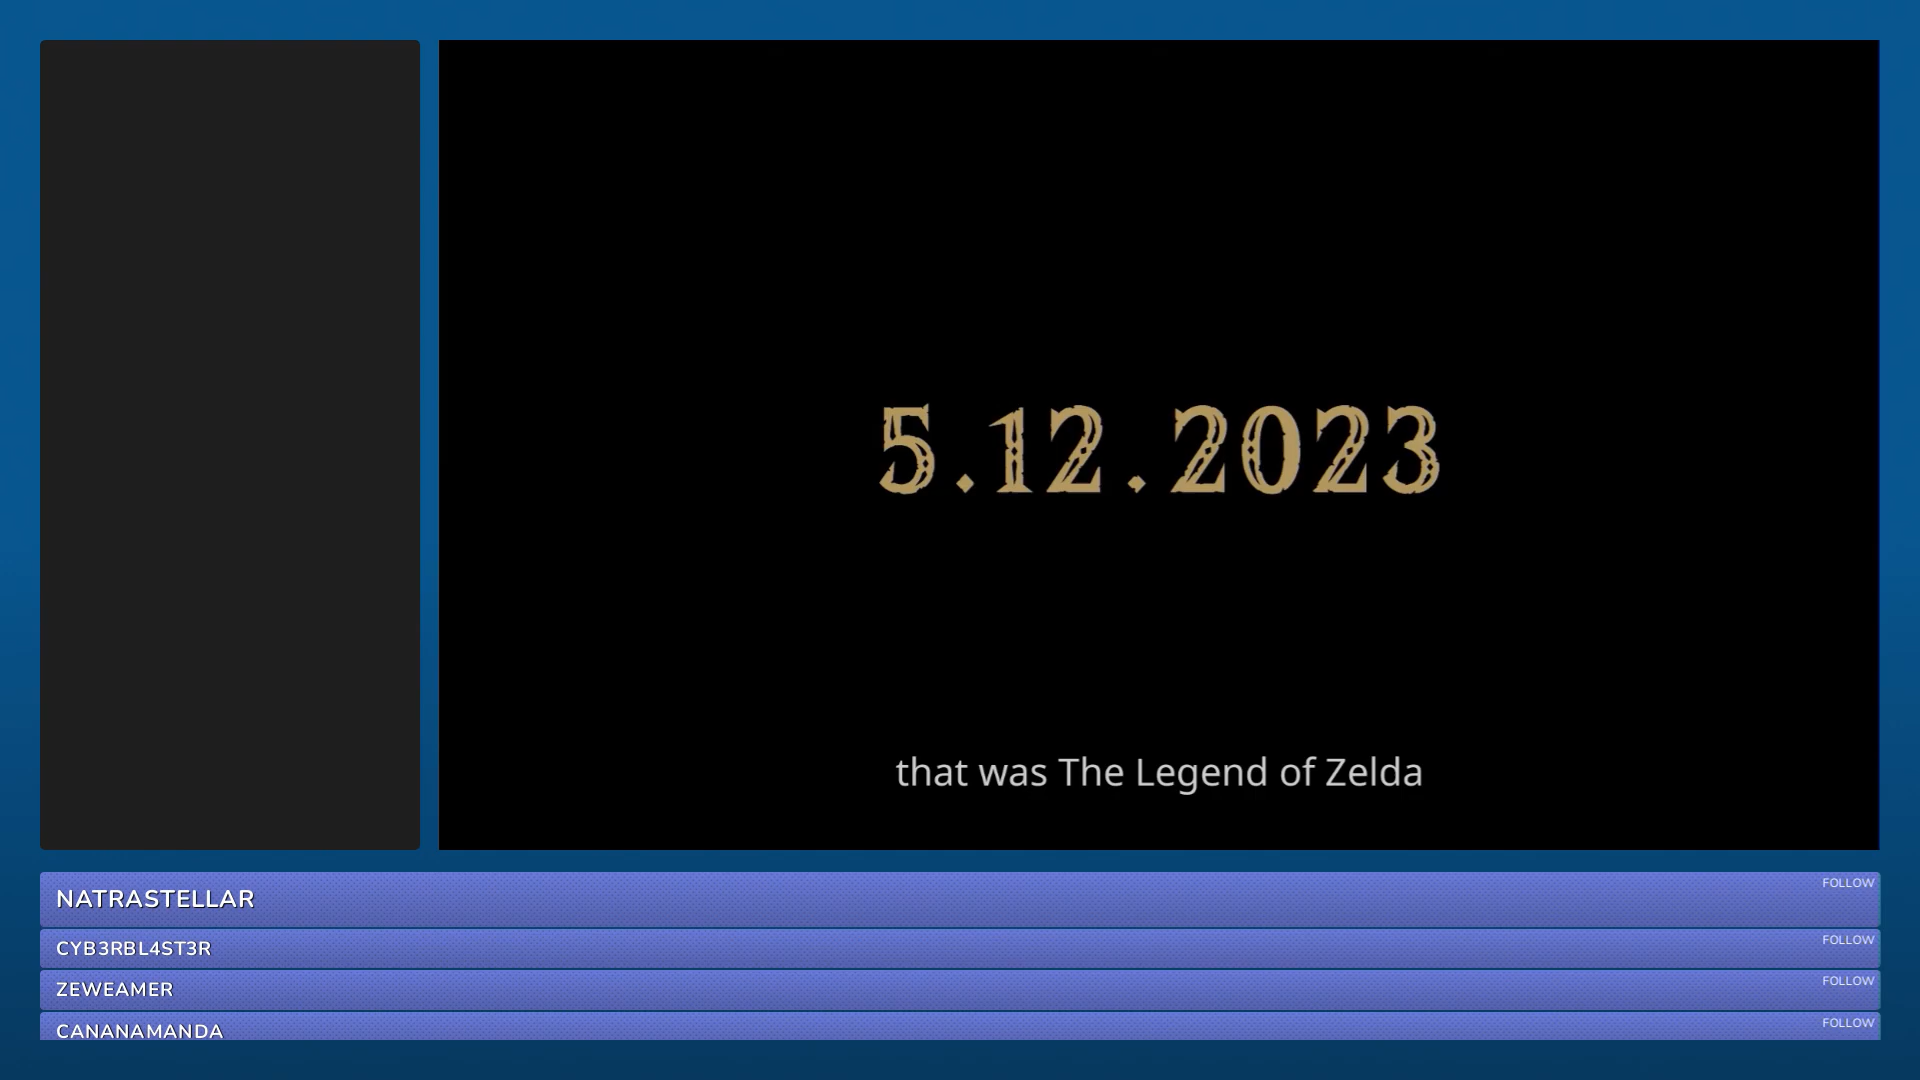 5.12.2023
that was The Legend of Zelda
NATRASTELLAR
FOLLOW
CYB3RBL4ST3R
FOLLOW
ZEWEAMER
FOLLOW
CANANAMANDA
FOLLOW